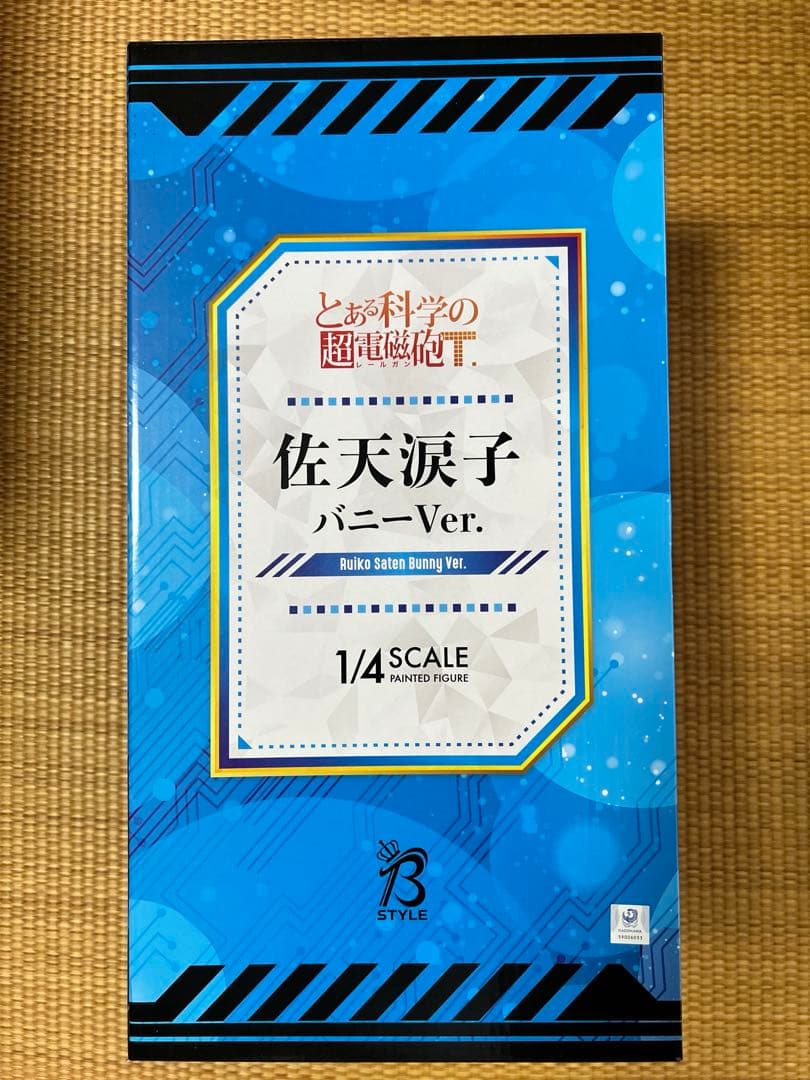 とある科学の
超電磁砲T.
レールガン
佐天涙子
バニーVer.
Ruiko Saten Bunny Ver.
1/4 SCALE
PAINTED FIGURE
B
STYLE
KADOKAWA